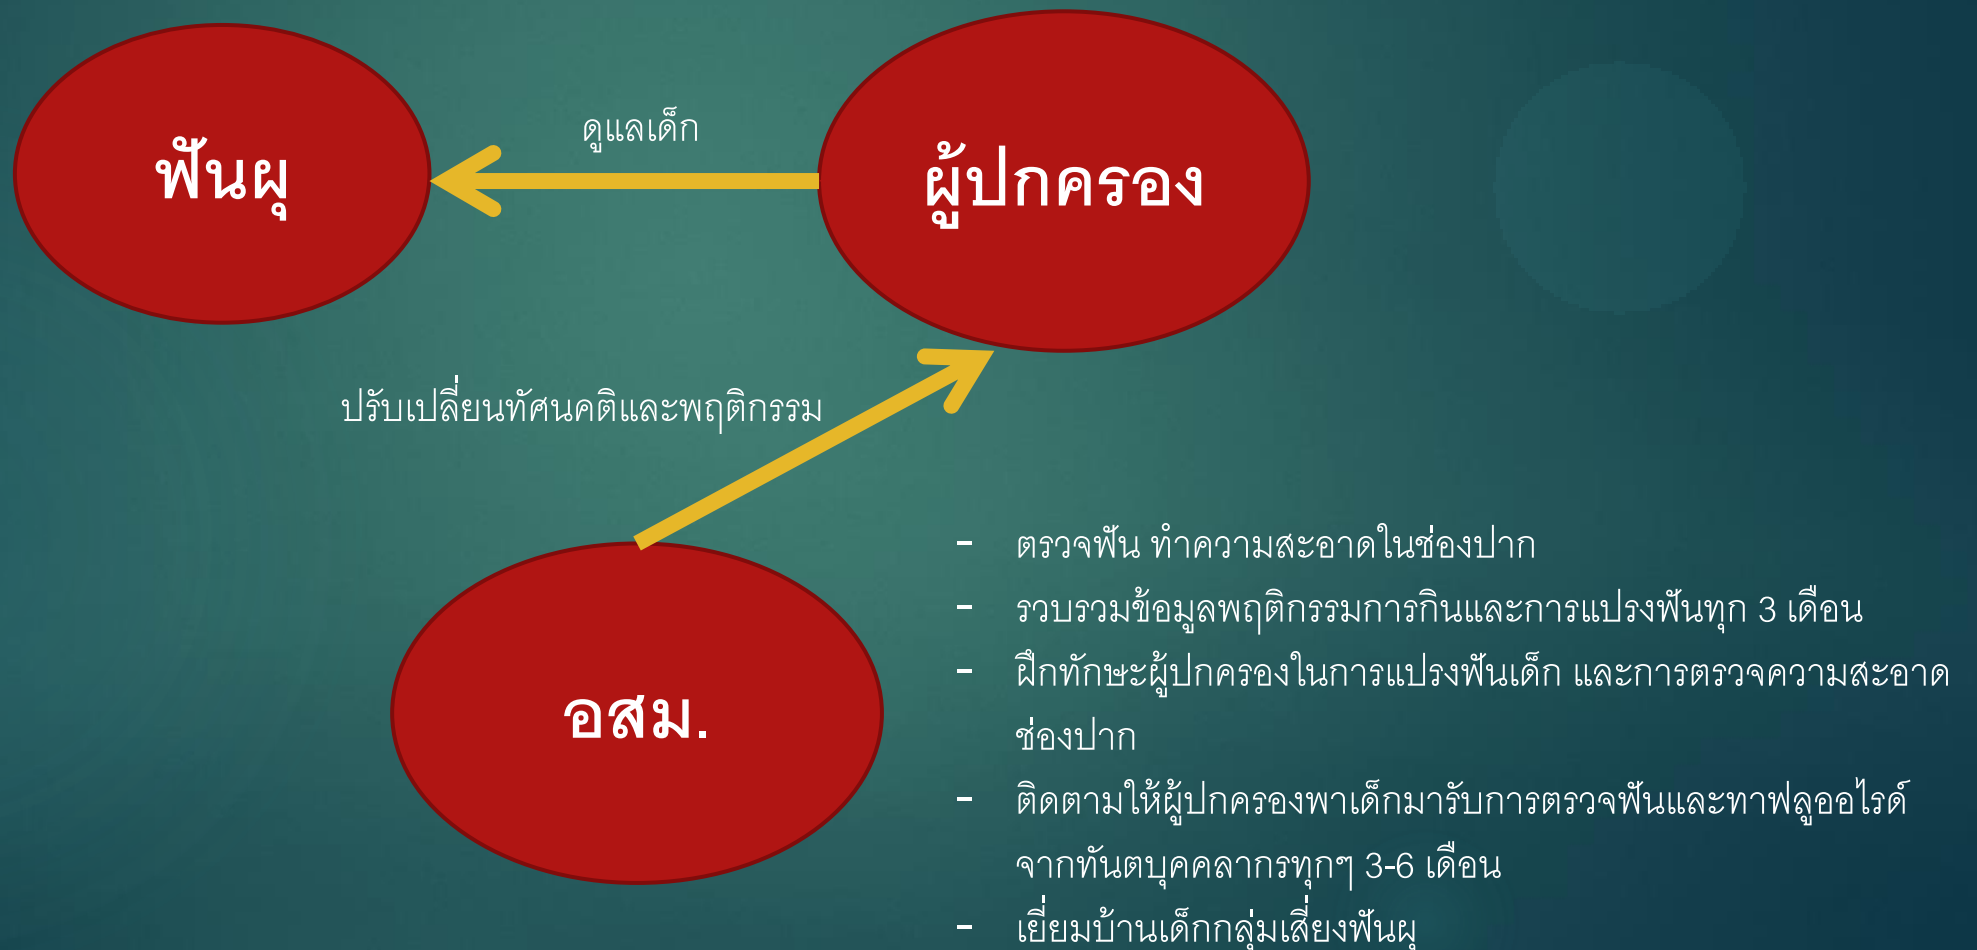 ฟันผุ
ดูแลเด็ก
ผู้ปกครอง
ปรับเปลี่ยนทัศนคติและพฤติกรรม
อสม.
- ตรวจฟัน ทำความสะอาดในช่องปาก
- รวบรวมข้อมูลพฤติกรรมการกินและการแปรงฟันทุก 3 เดือน
- ฝึกทักษะผู้ปกครองในการแปรงฟันเด็ก และการตรวจความสะอาด
ช่องปาก
- ติดตามให้ผู้ปกครองพาเด็กมารับการตรวจฟันและทาฟลูออไรด์
จากทันตบุคคลากรทุกๆ 3-6 เดือน
- เยี่ยมบ้านเด็กกลุ่มเสี่ยงฟันผุ